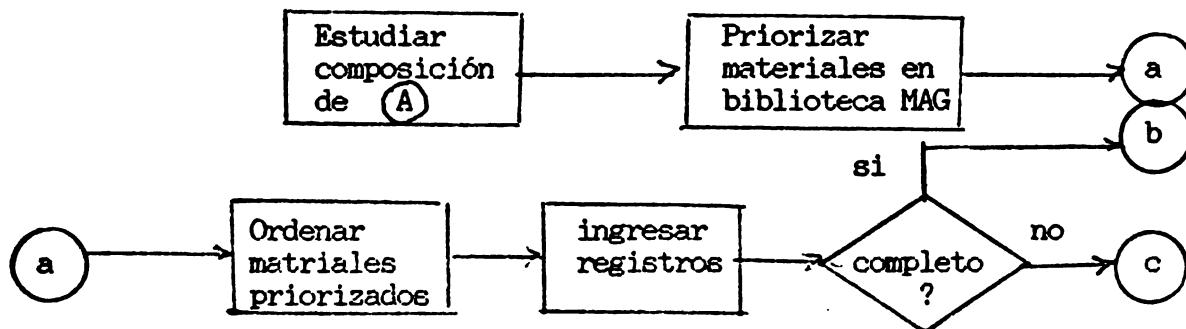 Estudiar
composición
de A
Priorizar
materiales en
biblioteca MAG
a
b
si
a
Ordenar
matriales
priorizados
ingresar
registros
completo
?
no
c